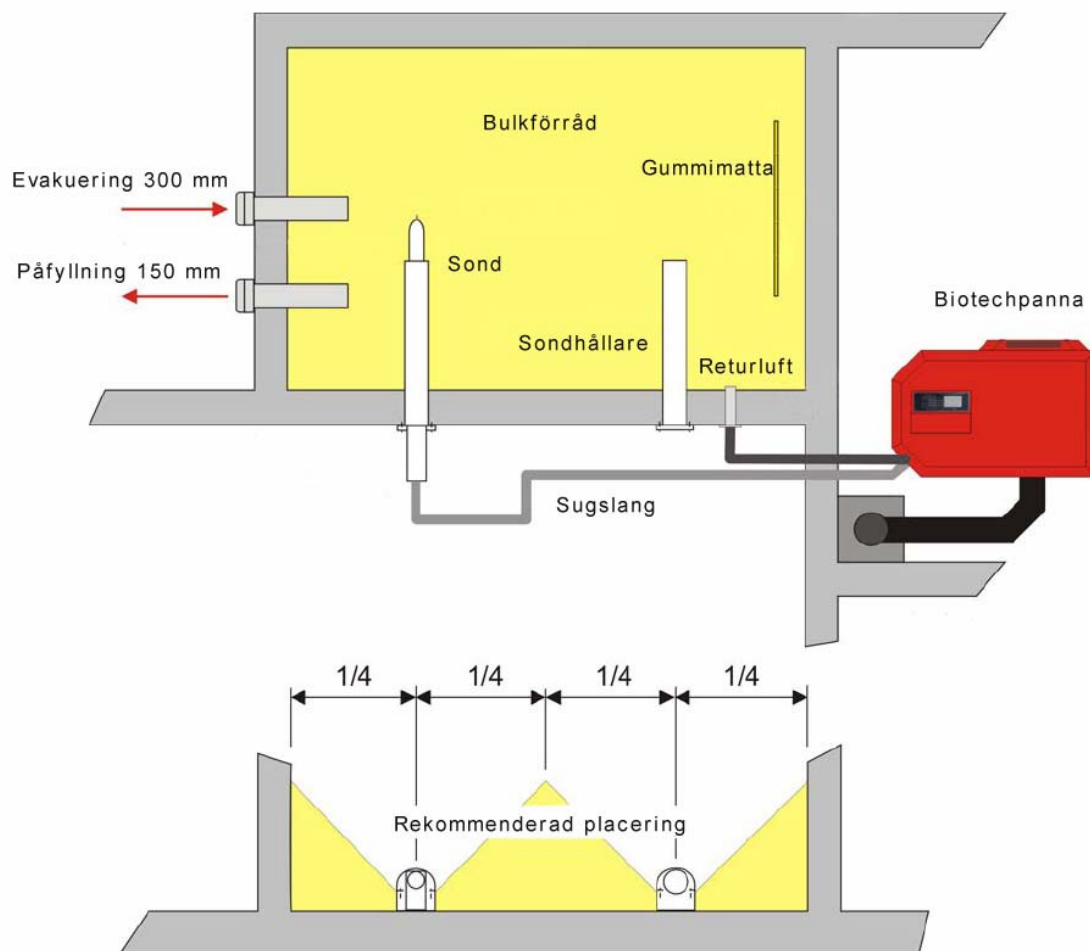 Bulkförråd
Gummimatta
Evakuering 300 mm
Sond
Påfyllning 150 mm
Biotechpanna
Sondhållare
Returluft
Sugslang
1/4 1/4 1/4 1/4
Rekommenderad placering